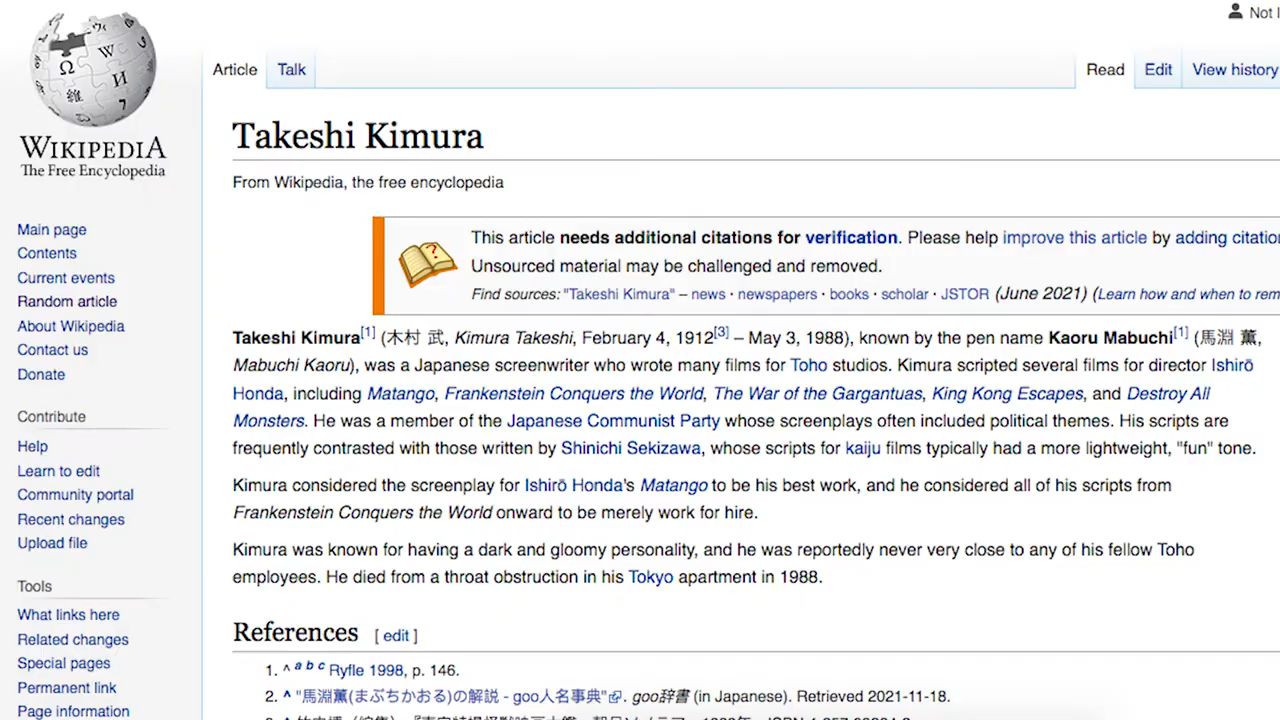 Not
Article
Talk
Read
Edit
View history
WIKIPEDIA
The Free Encyclopedia
Takeshi Kimura
From Wikipedia, the free encyclopedia
This article needs additional citations for verification. Please help improve this article by adding
Unsourced material may be challenged and removed.
Find sources: "Takeshi Kimura" – news · newspapers · books · scholar · JSTOR (June 2021) (Learn how and when to
Main page
Contents
Current events
Random article
About Wikipedia
Contact us
Donate
Contribute
Help
Learn to edit
Community portal
Recent changes
Upload file
Tools
What links here
Related changes
Special pages
Permanent link
Page information
Takeshi Kimura[1] (木村 武, Kimura Takeshi, February 4, 1912[3] – May 3, 1988), known by the pen name Kaoru Mabuchi[1] (馬淵 薫,
Mabuchi Kaoru), was a Japanese screenwriter who wrote many films for Toho studios. Kimura scripted several films for director Ishirō
Honda, including Matango, Frankenstein Conquers the World, The War of the Gargantuas, King Kong Escapes, and Destroy All
Monsters. He was a member of the Japanese Communist Party whose screenplays often included political themes. His scripts are
frequently contrasted with those written by Shinichi Sekizawa, whose scripts for kaiju films typically had a more lightweight, "fun" tone.
Kimura considered the screenplay for Ishirō Honda's Matango to be his best work, and he considered all of his scripts from
Frankenstein Conquers the World onward to be merely work for hire.
Kimura was known for having a dark and gloomy personality, and he was reportedly never very close to any of his fellow Toho
employees. He died from a throat obstruction in his Tokyo apartment in 1988.
References [ edit ]
1. ^ a b c Ryfle 1998, p. 146.
2. ^ "馬淵薫(まぶちかおる)の解説 - goo人名事典". goo辞書 (in Japanese). Retrieved 2021-11-18.